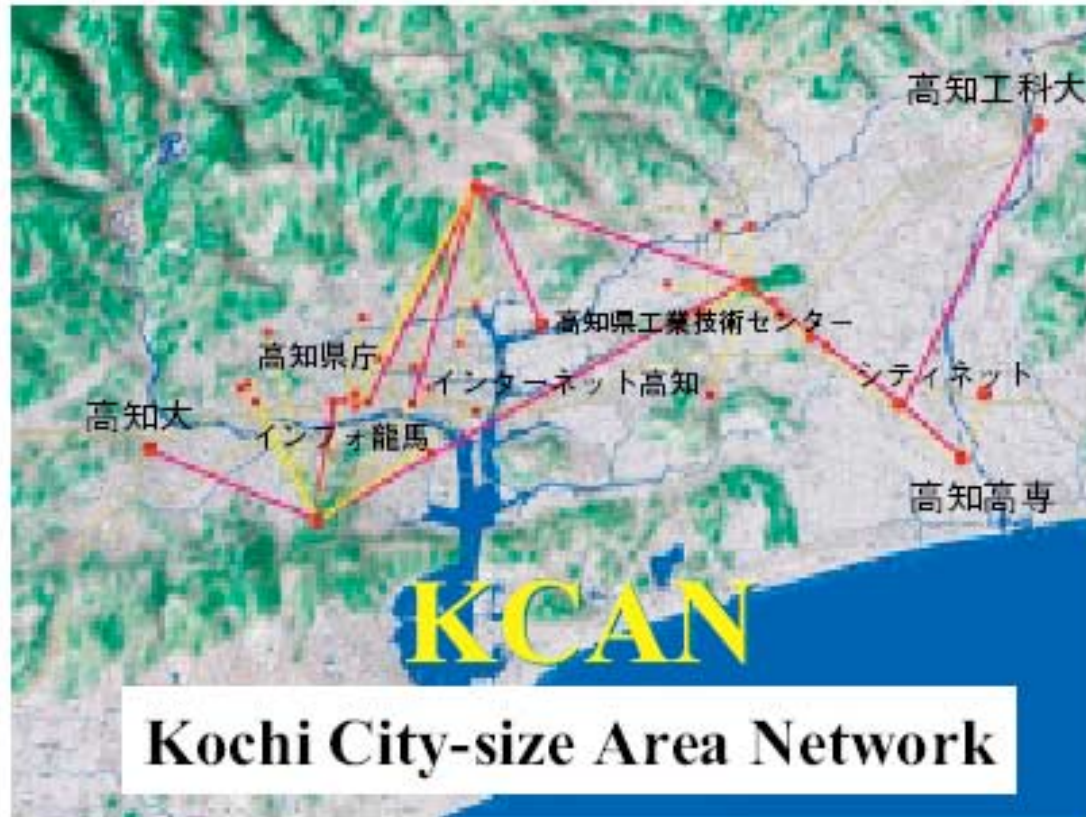 高知工科大
高知県工業技術センター
高知県庁
インターネット高知
シティネット
高知大
インフォ龍馬
高知高専
KCAN
Kochi City-size Area Network